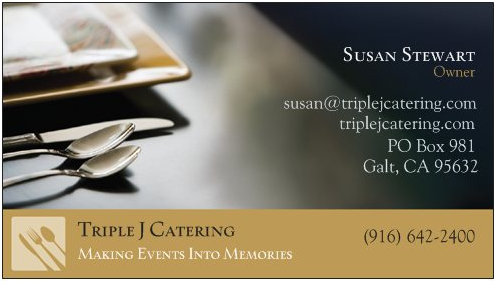 Susan Stewart
Owner
susan@triplejcatering.com
triplejcatering.com
PO Box 981
Galt, CA 95632
Triple J Catering
Making Events Into Memories
(916) 642-2400